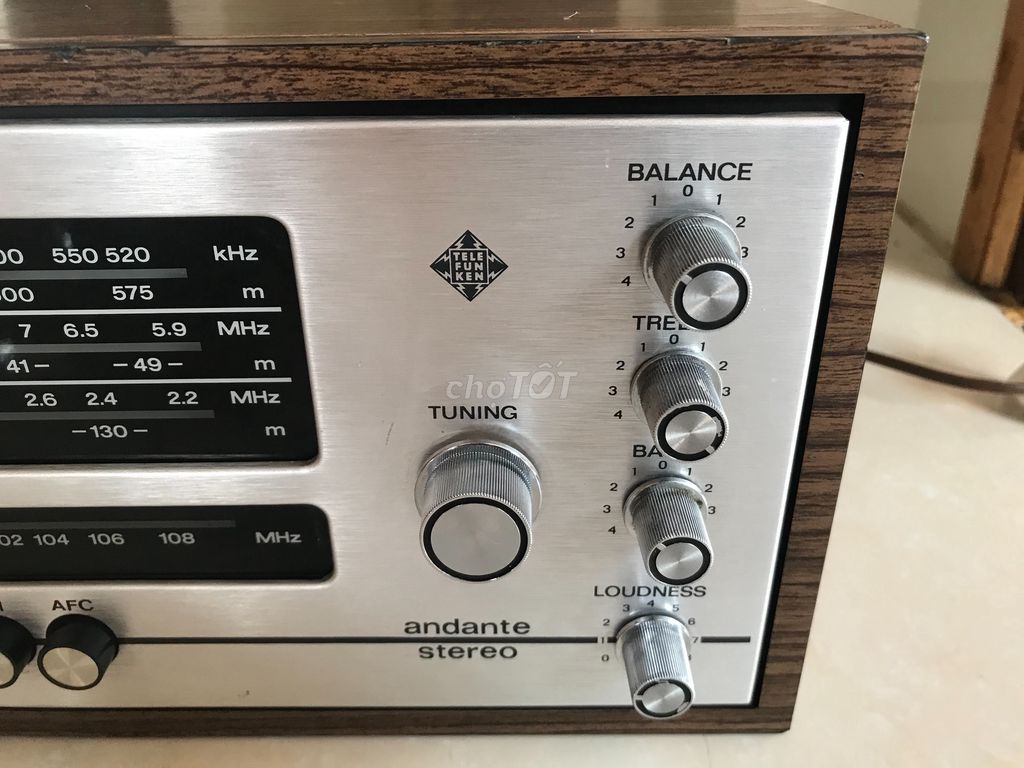 BALANCE
1 0 1
2 2
3 3
4
TELE
FUN
KEN
550 520 kHz
575 m
7 6.5 5.9 MHz
41– –49– m
2.6 2.4 2.2 MHz
–130– m
TUNING
choTỐT
1 0 1
2 2
3 3
4
1 0 1
2 2
3 3
4
104 106 108 MHz
AFC
andante
stereo
LOUDNESS
3 4 5
2 6
1 7
0